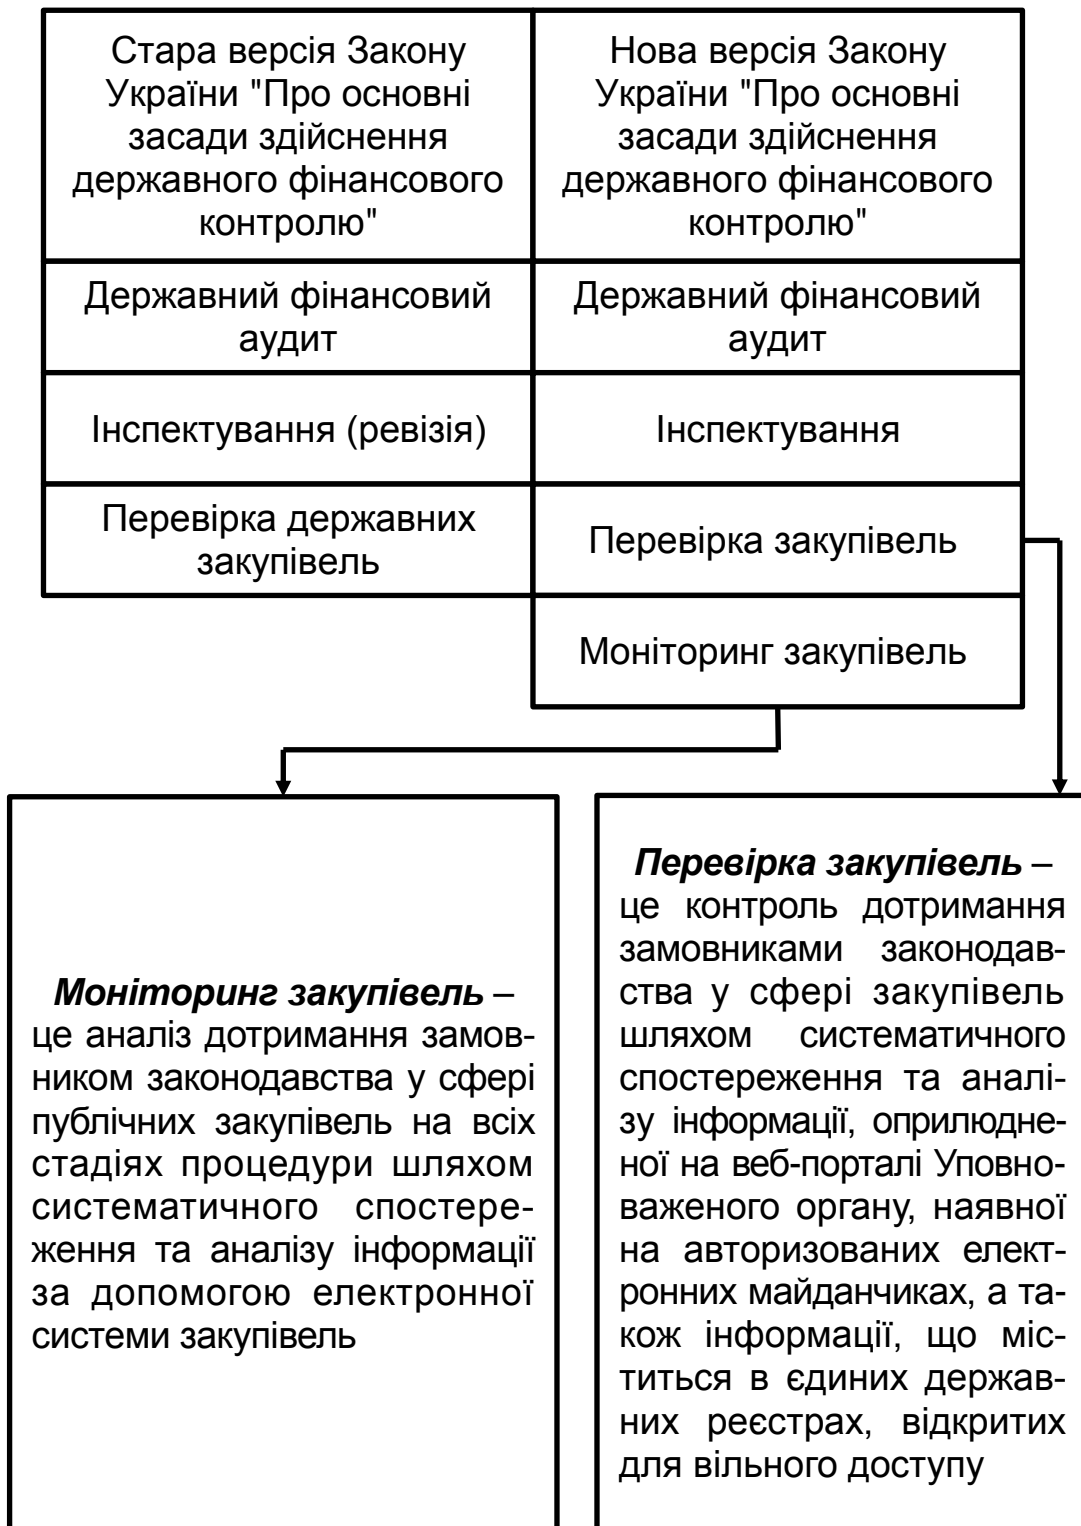 Стара версія Закону
України "Про основні
засади здійснення
державного фінансового
контролю"
Нова версія Закону
України "Про основні
засади здійснення
державного фінансового
контролю"
Державний фінансовий
аудит
Державний фінансовий
аудит
Інспектування (ревізія)
Інспектування
Перевірка державних
закупівель
Перевірка закупівель
Моніторинг закупівель
Моніторинг закупівель –
це аналіз дотримання замов-
ником законодавства у сфері
публічних закупівель на всіх
стадіях процедури шляхом
систематичного спостере-
ження та аналізу інформації
за допомогою електронної
системи закупівель
Перевірка закупівель –
це контроль дотримання
замовниками законодав-
ства у сфері закупівель
шляхом систематичного
спостереження та аналі-
зу інформації, оприлюдне-
ної на веб-порталі Уповно-
важеного органу, наявної
на авторизованих елект-
ронних майданчиках, а та-
кож інформації, що міс-
титься в єдиних держав-
них реєстрах, відкритих
для вільного доступу